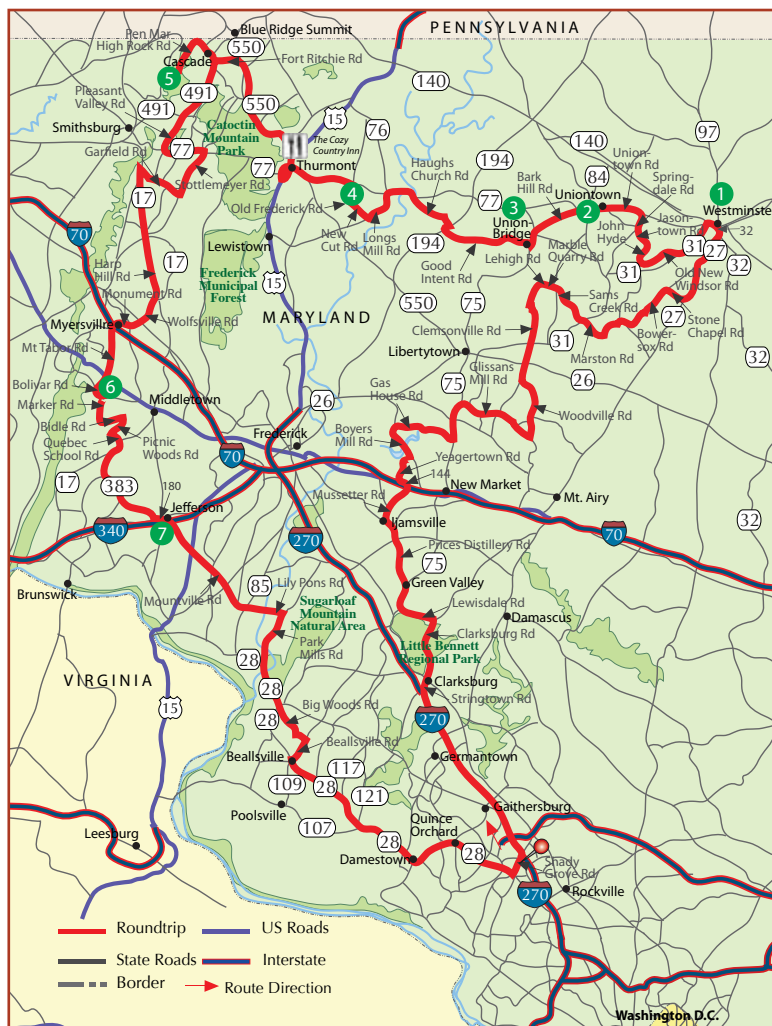 PENNSYLVANIA
Blue Ridge Summit
Pen Mar
High Rock Rd
550
Cascade
Fort Ritchie Rd
5
140
Pleasant
Valley Rd
491
491
550
15
76
97
Smithsburg
Catoctin
Mountain
Park
The Cozy
Country Inn
140
Garfield Rd
77
Haughs
Church Rd
194
Union-
town Rd
Thurmont
77
84
Spring-
dale Rd
Stottlemeyer Rd
4
77
Bark
Hill Rd
1
17
Old Frederick Rd
3
Uniontown
2
Jason-
town Rd
Westminster
70
Lewistown
New
Cut Rd
Longs
Mill Rd
194
Union-
Bridge
Marble
Quarry Rd
John
Hyde
31
27
32
Harp
Hill Rd
17
Frederick
Municipal
Forest
15
Good
Intent Rd
Lehigh Rd
31
Old New
Windsor Rd
32
Monument Rd
550
75
Sams
Creek Rd
27
Stone
Chapel Rd
Myersville
Wolfsville Rd
MARYLAND
Clemsonville Rd
31
Marston Rd
Bower-
sox Rd
Mt Tabor Rd
Libertytown
26
32
Bolivar Rd
6
Gas
House Rd
75
Glissans
Mill Rd
Marker Rd
Middletown
26
Woodville Rd
Bidle Rd
Frederick
Boyers
Mill Rd
Quebec
School Rd
Picnic
Woods Rd
70
Yeagertown Rd
17
383
144
New Market
Mt. Airy
180
Mussetter Rd
Jefferson
340
7
270
Ijamsville
70
32
Prices Distillery Rd
75
Brunswick
Mountville Rd
85
Lily Pons Rd
Green Valley
Sugarloaf
Mountain
Natural Area
Lewisdale Rd
Damascus
Park
Mills Rd
Clarksburg Rd
Little Bennett
Regional Park
28
VIRGINIA
Clarksburg
28
Stringtown Rd
15
28
Big Woods Rd
270
Beallsville Rd
Beallsville
Germantown
117
109
28
121
Poolsville
Quince
Orchard
Gaithersburg
107
Leesburg
28
28
Damestown
Shady
Grove Rd
270
Rockville
Roundtrip
US Roads
State Roads
Interstate
Border
Route Direction
Washington D.C.